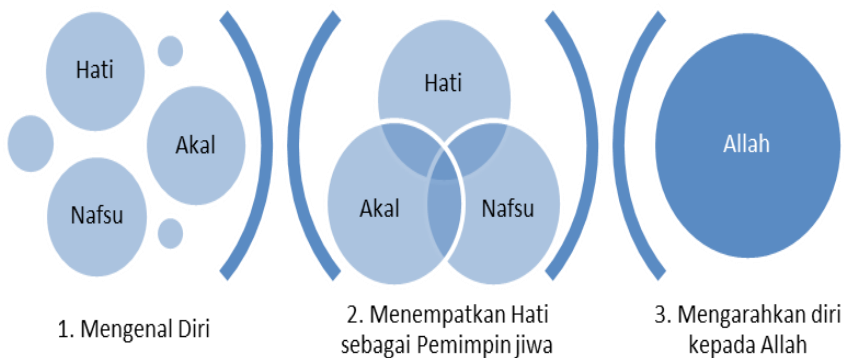 Hati
Akal
Nafsu
1. Mengenal Diri
Hati
Akal
Nafsu
2. Menempatkan Hati
sebagai Pemimpin jiwa
Allah
3. Mengarahkan diri
kepada Allah